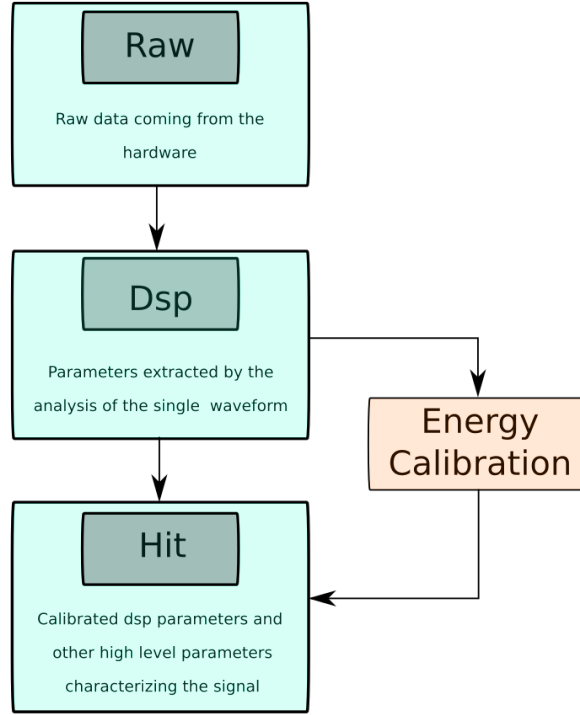 Raw
Raw data coming from the
hardware
Dsp
Parameters extracted by the
analysis of the single  waveform
Energy
Calibration
Hit
Calibrated dsp parameters and
other high level parameters
characterizing the signal